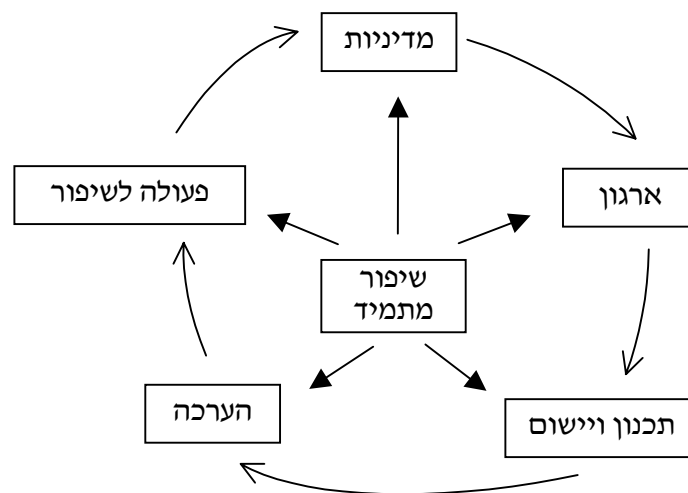 מדיניות
ארגון
פעולה לשיפור
שיפור
מתמיד
תכנון ויישום
הערכה